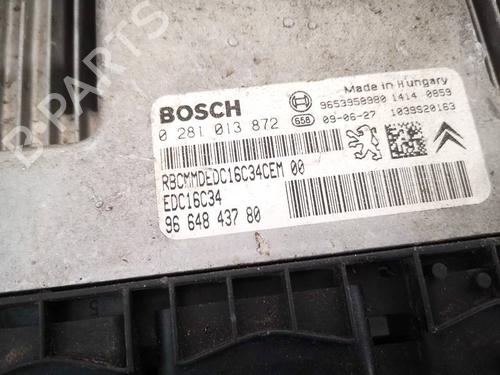 B-PARTS
BOSCH
Made in Hungary
9653958980 1414 0859
0 281 013 872
658 09-06-27 1039S20163
RBCMMDEDC16C34CEM 00
EDC16C34
96 648 437 80